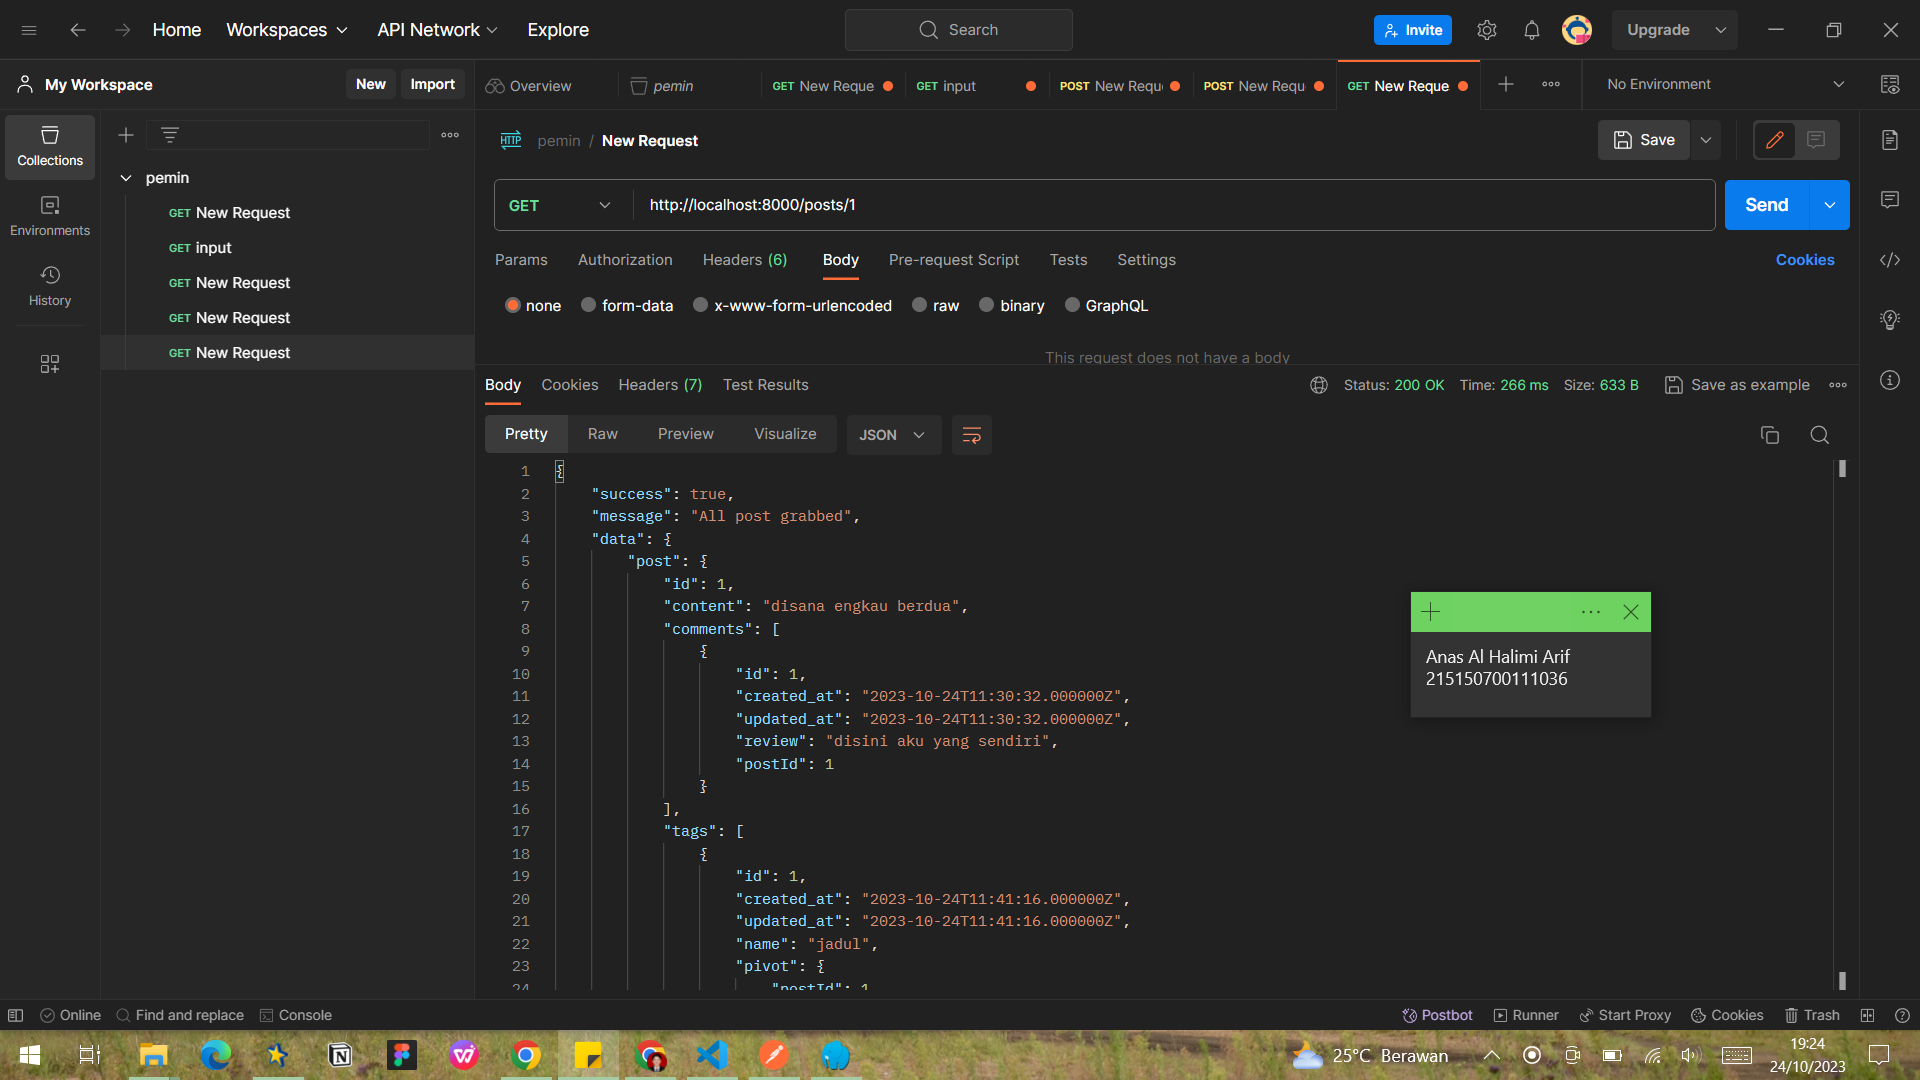 Home Workspaces API Network Explore Search Invite Upgrade
My Workspace New Import Overview pemin GET New Reque GET input POST New Requ POST New Requ GET New Reque No Environment
Collections
Environments
History
pemin
GET New Request
GET input
GET New Request
GET New Request
GET New Request
HTTP pemin / New Request Save
GET http://localhost:8000/posts/1 Send
Params Authorization Headers (6) Body Pre-request Script Tests Settings Cookies
none form-data x-www-form-urlencoded raw binary GraphQL
This request does not have a body
Body Cookies Headers (7) Test Results Status: 200 OK Time: 266 ms Size: 633 B Save as example
Pretty Raw Preview Visualize JSON
1 {
2 "success": true,
3 "message": "All post grabbed",
4 "data": {
5 "post": {
6 "id": 1,
7 "content": "disana engkau berdua",
8 "comments": [
9 {
10 "id": 1,
11 "created_at": "2023-10-24T11:30:32.000000Z",
12 "updated_at": "2023-10-24T11:30:32.000000Z",
13 "review": "disini aku yang sendiri",
14 "postId": 1
15 }
16 ],
17 "tags": [
18 {
19 "id": 1,
20 "created_at": "2023-10-24T11:41:16.000000Z",
21 "updated_at": "2023-10-24T11:41:16.000000Z",
22 "name": "jadul",
23 "pivot": {
24 "postId": 1
Anas Al Halimi Arif
215150700111036
Online Find and replace Console Postbot Runner Start Proxy Cookies Trash
25°C Berawan
19:24
24/10/2023